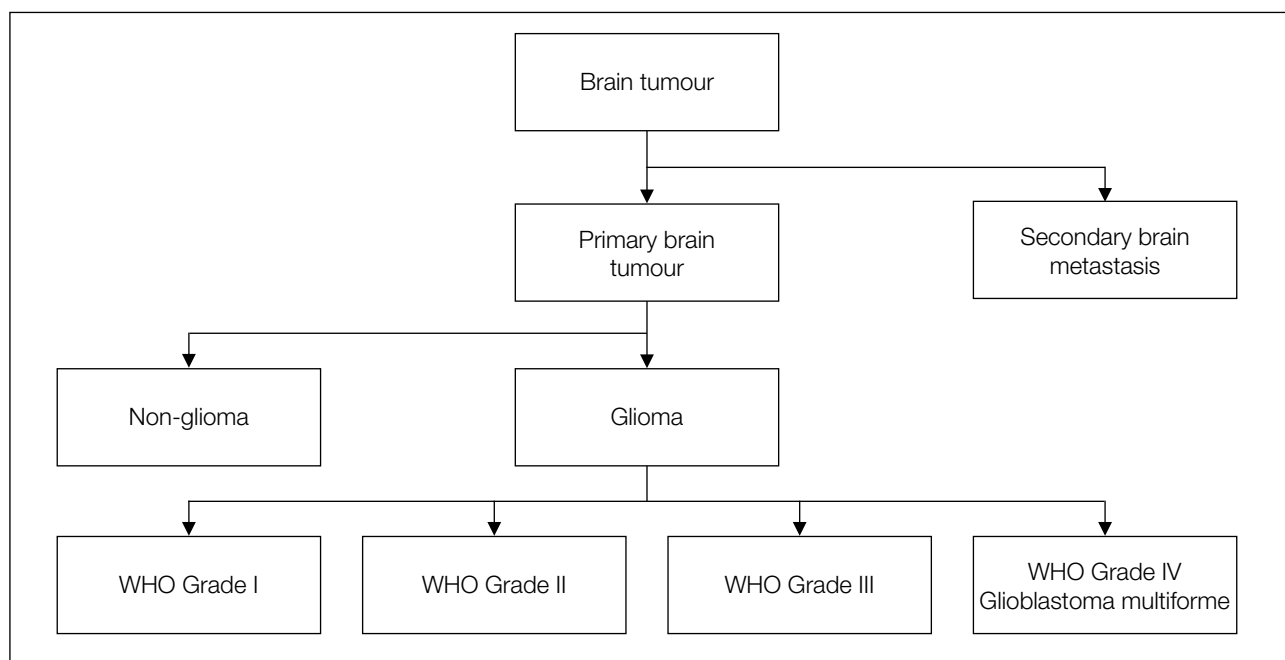 Brain tumour
Primary brain
tumour
Secondary brain
metastasis
Non-glioma
Glioma
WHO Grade I
WHO Grade II
WHO Grade III
WHO Grade IV
Glioblastoma multiforme